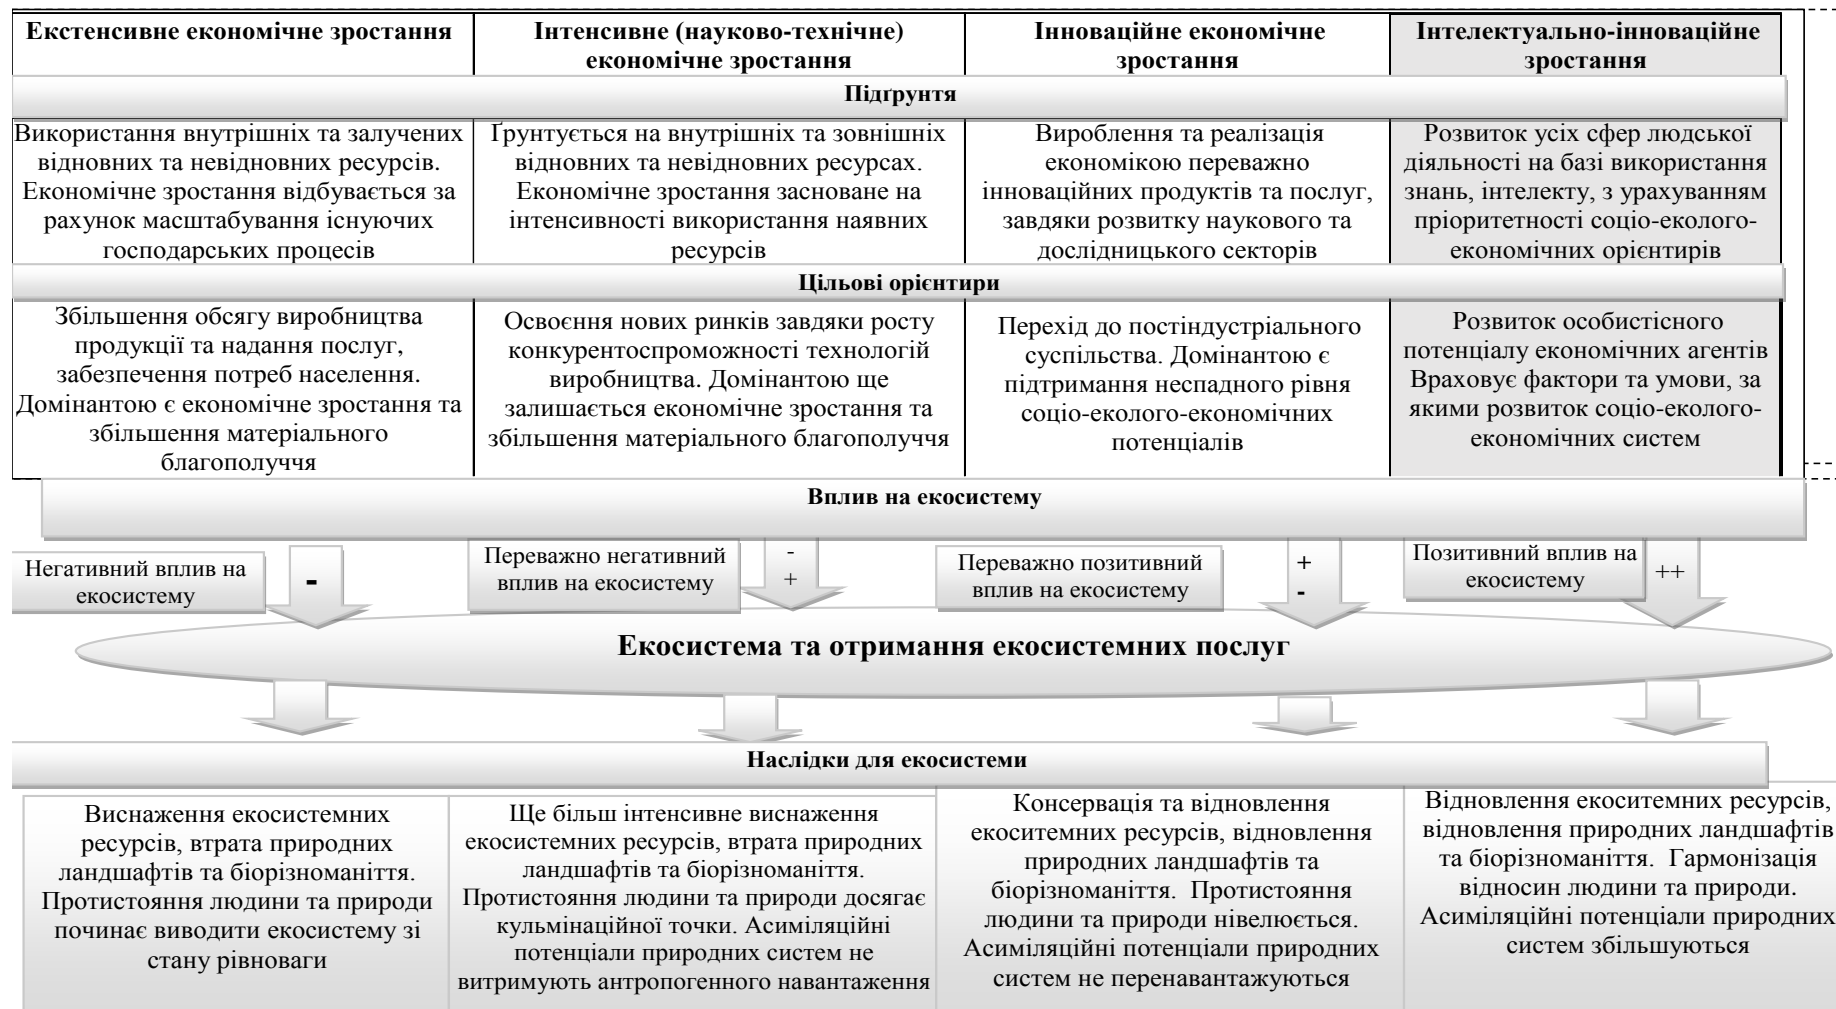 Екстенсивне економічне зростання
Інтенсивне (науково-технічне)
економічне зростання
Інноваційне економічне
зростання
Інтелектуально-інноваційне
зростання
Підґрунтя
Використання внутрішніх та залучених
відновних та невідновних ресурсів.
Економічне зростання відбувається за
рахунок масштабування існуючих
господарських процесів
Ґрунтується на внутрішніх та зовнішніх
відновних та невідновних ресурсах.
Економічне зростання засноване на
інтенсивності використання наявних
ресурсів
Вироблення та реалізація
економікою переважно
інноваційних продуктів та послуг,
завдяки розвитку наукового та
дослідницького секторів
Розвиток усіх сфер людської
діяльності на базі використання
знань, інтелекту, з урахуванням
пріоритетності соціо-еколого-
економічних орієнтирів
Цільові орієнтири
Збільшення обсягу виробництва
продукції та надання послуг,
забезпечення потреб населення.
Домінантою є економічне зростання та
збільшення матеріального
благополуччя
Освоєння нових ринків завдяки росту
конкурентоспроможності технологій
виробництва. Домінантою ще
залишається економічне зростання та
збільшення матеріального благополуччя
Перехід до постіндустріального
суспільства. Домінантою є
підтримання неспадного рівня
соціо-еколого-економічних
потенціалів
Розвиток особистісного
потенціалу економічних агентів
Враховує фактори та умови, за
якими розвиток соціо-еколого-
економічних систем
Вплив на екосистему
Негативний вплив на
екосистему
-
Переважно негативний
вплив на екосистему
-
+
Переважно позитивний
вплив на екосистему
+
-
Позитивний вплив на
екосистему
++
Екосистема та отримання екосистемних послуг
Наслідки для екосистеми
Виснаження екосистемних
ресурсів, втрата природних
ландшафтів та біорізноманіття.
Протистояння людини та природи
починає виводити екосистему зі
стану рівноваги
Ще більш інтенсивне виснаження
екосистемних ресурсів, втрата природних
ландшафтів та біорізноманіття.
Протистояння людини та природи досягає
кульмінаційної точки. Асиміляційні
потенціали природних систем не
витримують антропогенного навантаження
Консервація та відновлення
екоситемних ресурсів, відновлення
природних ландшафтів та
біорізноманіття. Протистояння
людини та природи нівелюється.
Асиміляційні потенціали природних
систем не перенавантажуються
Відновлення екоситемних ресурсів,
відновлення природних ландшафтів
та біорізноманіття. Гармонізація
відносин людини та природи.
Асиміляційні потенціали природних
систем збільшуються